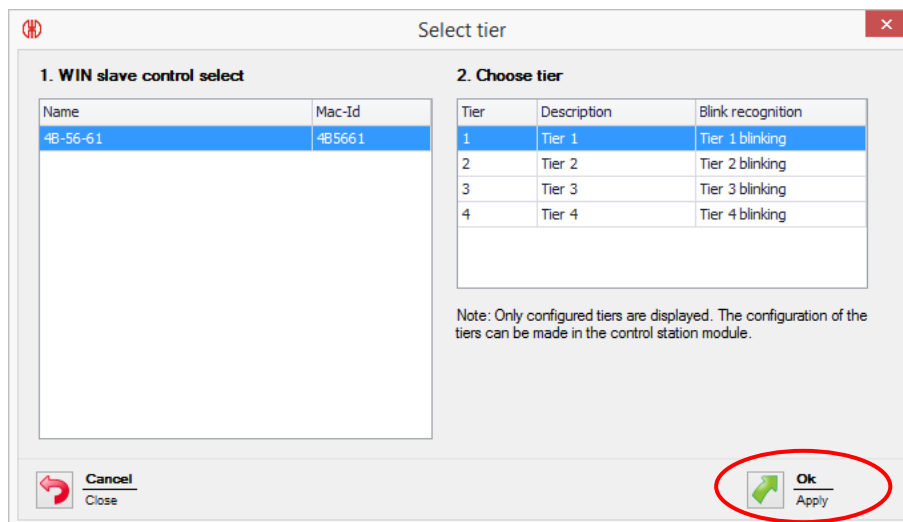 Select tier
1. WIN slave control select
Name Mac-Id
4B-56-61 4B5661
2. Choose tier
Tier Description Blink recognition
1 Tier 1 Tier 1 blinking
2 Tier 2 Tier 2 blinking
3 Tier 3 Tier 3 blinking
4 Tier 4 Tier 4 blinking
Note: Only configured tiers are displayed. The configuration of the
tiers can be made in the control station module.
Cancel
Close
Ok
Apply